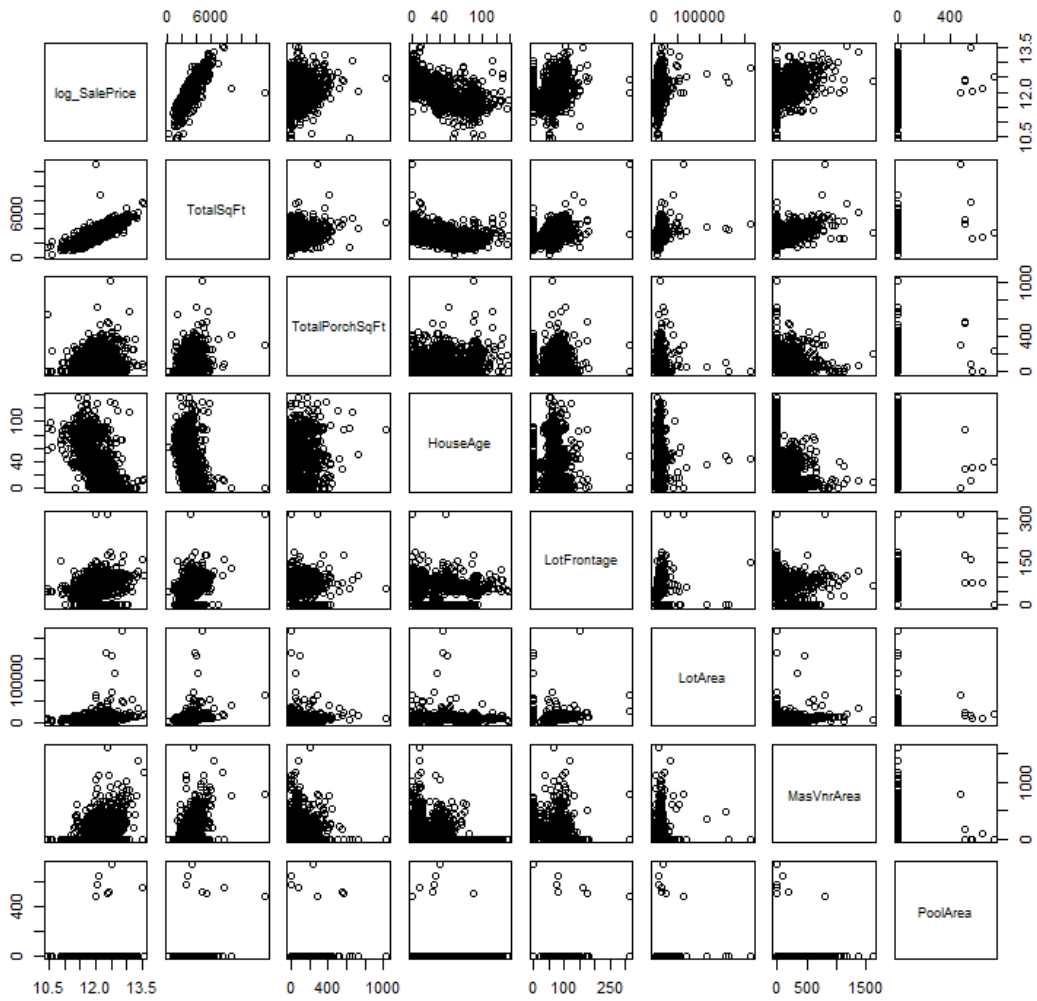 0 6000 0 40 100 0 100000 0 400
log_SalePrice
10.5 12.0 13.5
TotalSqFt
0 6000
TotalPorchSqFt
0 400 1000
HouseAge
0 40 100
LotFrontage
0 150 300
LotArea
0 100000
MasVnrArea
0 1000
PoolArea
0 400
10.5 12.0 13.5 0 400 1000 0 100 250 0 500 1500